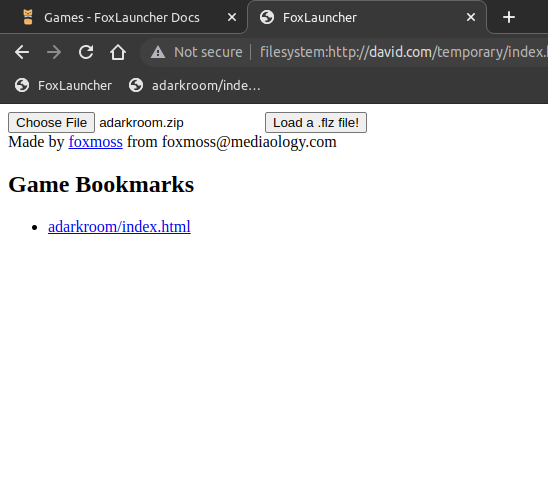 Games - FoxLauncher Docs
FoxLauncher
Not secure
filesystem:http://david.com/temporary/index.h
FoxLauncher
adarkroom/inde…
Choose File adarkroom.zip
Load a .flz file!
Made by foxmoss from foxmoss@mediaology.com
Game Bookmarks
adarkroom/index.html